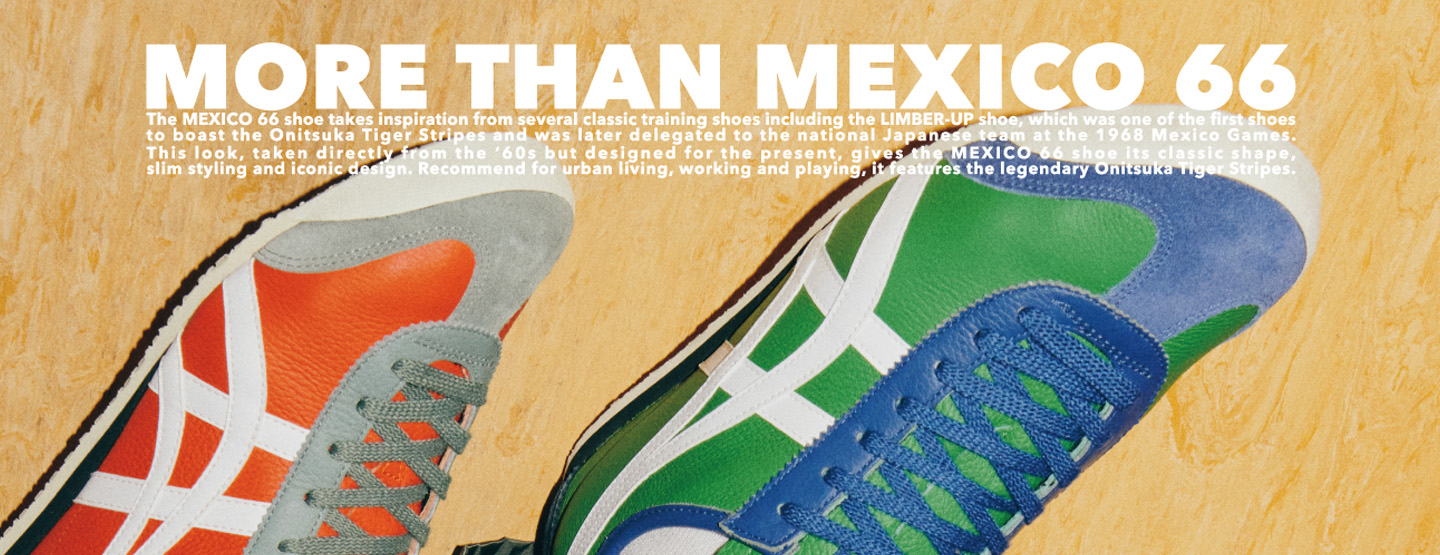 MORE THAN MEXICO 66
The MEXICO 66 shoe takes inspiration from several classic training shoes including the LIMBER-UP shoe, which was one of the first shoes
to boast the Onitsuka Tiger Stripes and was later delegated to the national Japanese team at the 1968 Mexico Games.
This look, taken directly from the ‘60s but designed for the present, gives the MEXICO 66 shoe its classic shape,
slim styling and iconic design. Recommend for urban living, working and playing, it features the legendary Onitsuka Tiger Stripes.